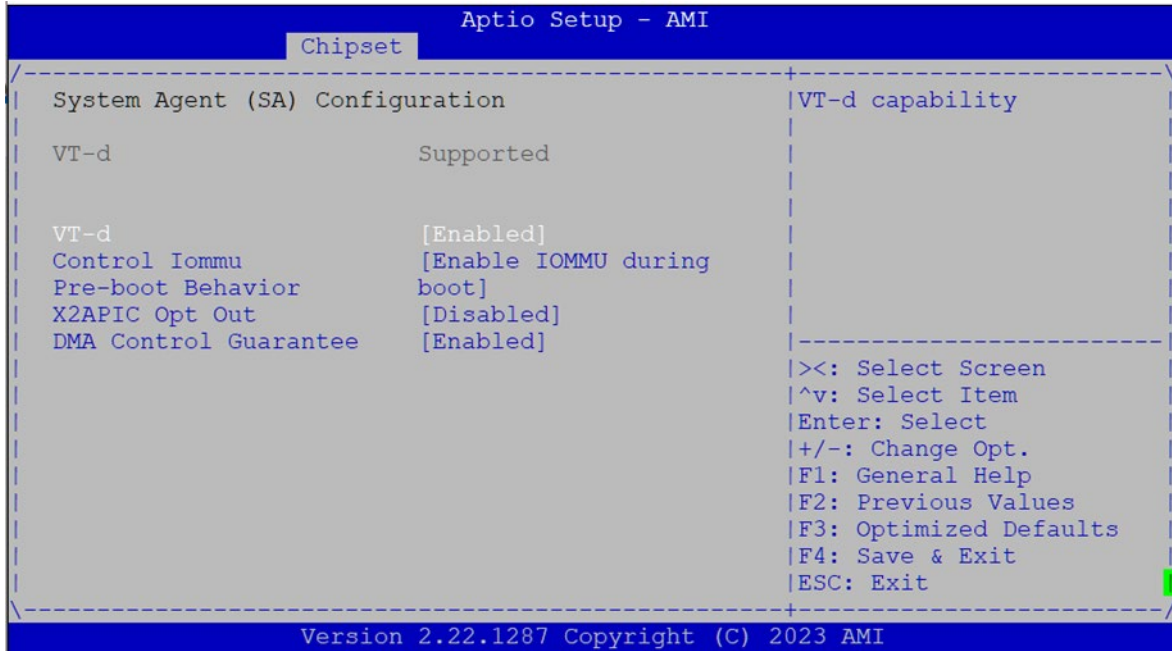 Aptio Setup - AMI
Chipset
System Agent (SA) Configuration
VT-d Supported
VT-d [Enabled]
Control Iommu [Enable IOMMU during
Pre-boot Behavior boot]
X2APIC Opt Out [Disabled]
DMA Control Guarantee [Enabled]
VT-d capability
><: Select Screen
^v: Select Item
Enter: Select
+/-: Change Opt.
F1: General Help
F2: Previous Values
F3: Optimized Defaults
F4: Save & Exit
ESC: Exit
Version 2.22.1287 Copyright (C) 2023 AMI